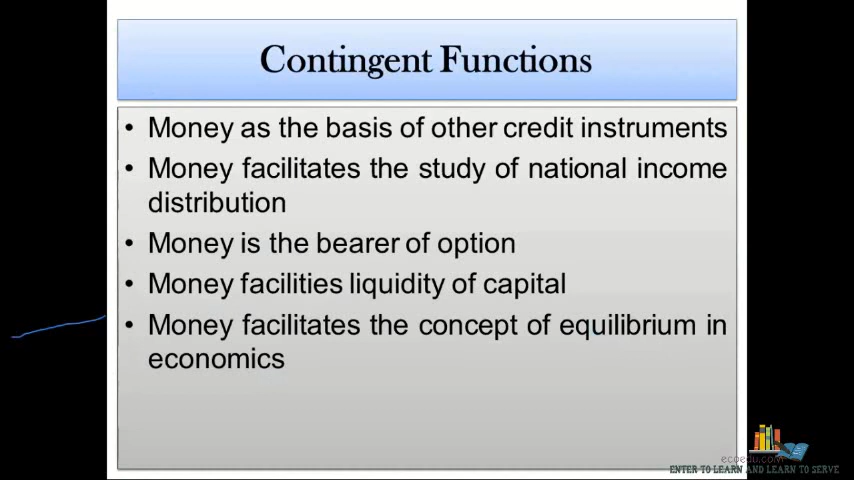 Contingent Functions
• Money as the basis of other credit instruments
• Money facilitates the study of national income
distribution
• Money is the bearer of option
• Money facilities liquidity of capital
• Money facilitates the concept of equilibrium in
economics
ecoedu.com
ENTER TO LEARN AND LEARN TO SERVE